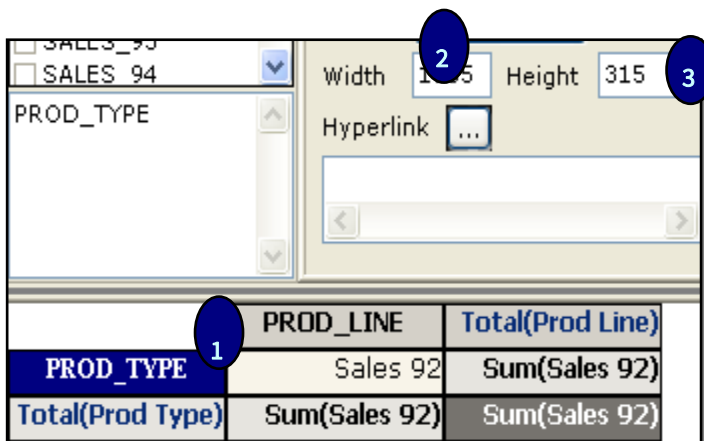 SALES_93
SALES_94
PROD_TYPE
2
Width Height 315
3
Hyperlink ...
1
PROD_LINE Total(Prod Line)
PROD_TYPE Sales 92 Sum(Sales 92)
Total(Prod Type) Sum(Sales 92) Sum(Sales 92)